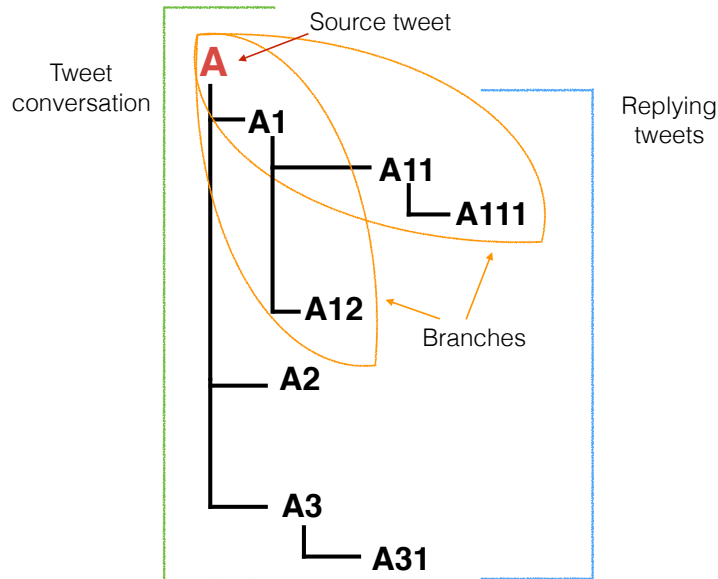 Source tweet
A
Tweet
conversation
A1
Replying
tweets
A11
A111
A12
Branches
A2
A3
A31